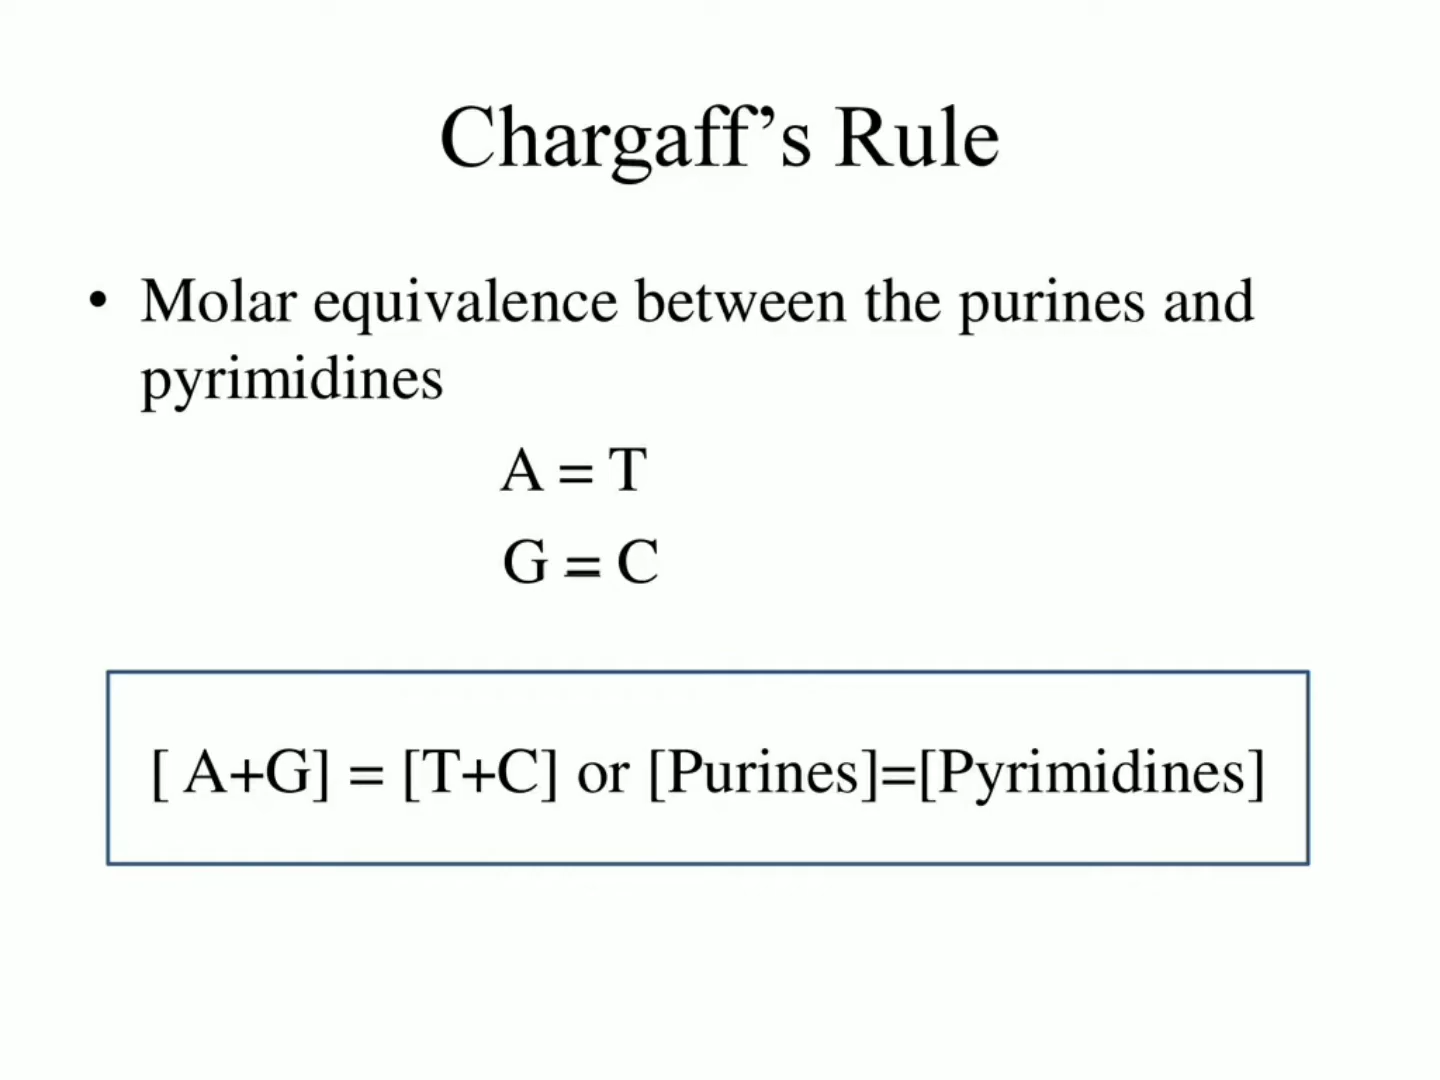 Chargaff’s Rule
• Molar equivalence between the purines and
pyrimidines
A = T
G = C
[ A+G] = [T+C] or [Purines]=[Pyrimidines]